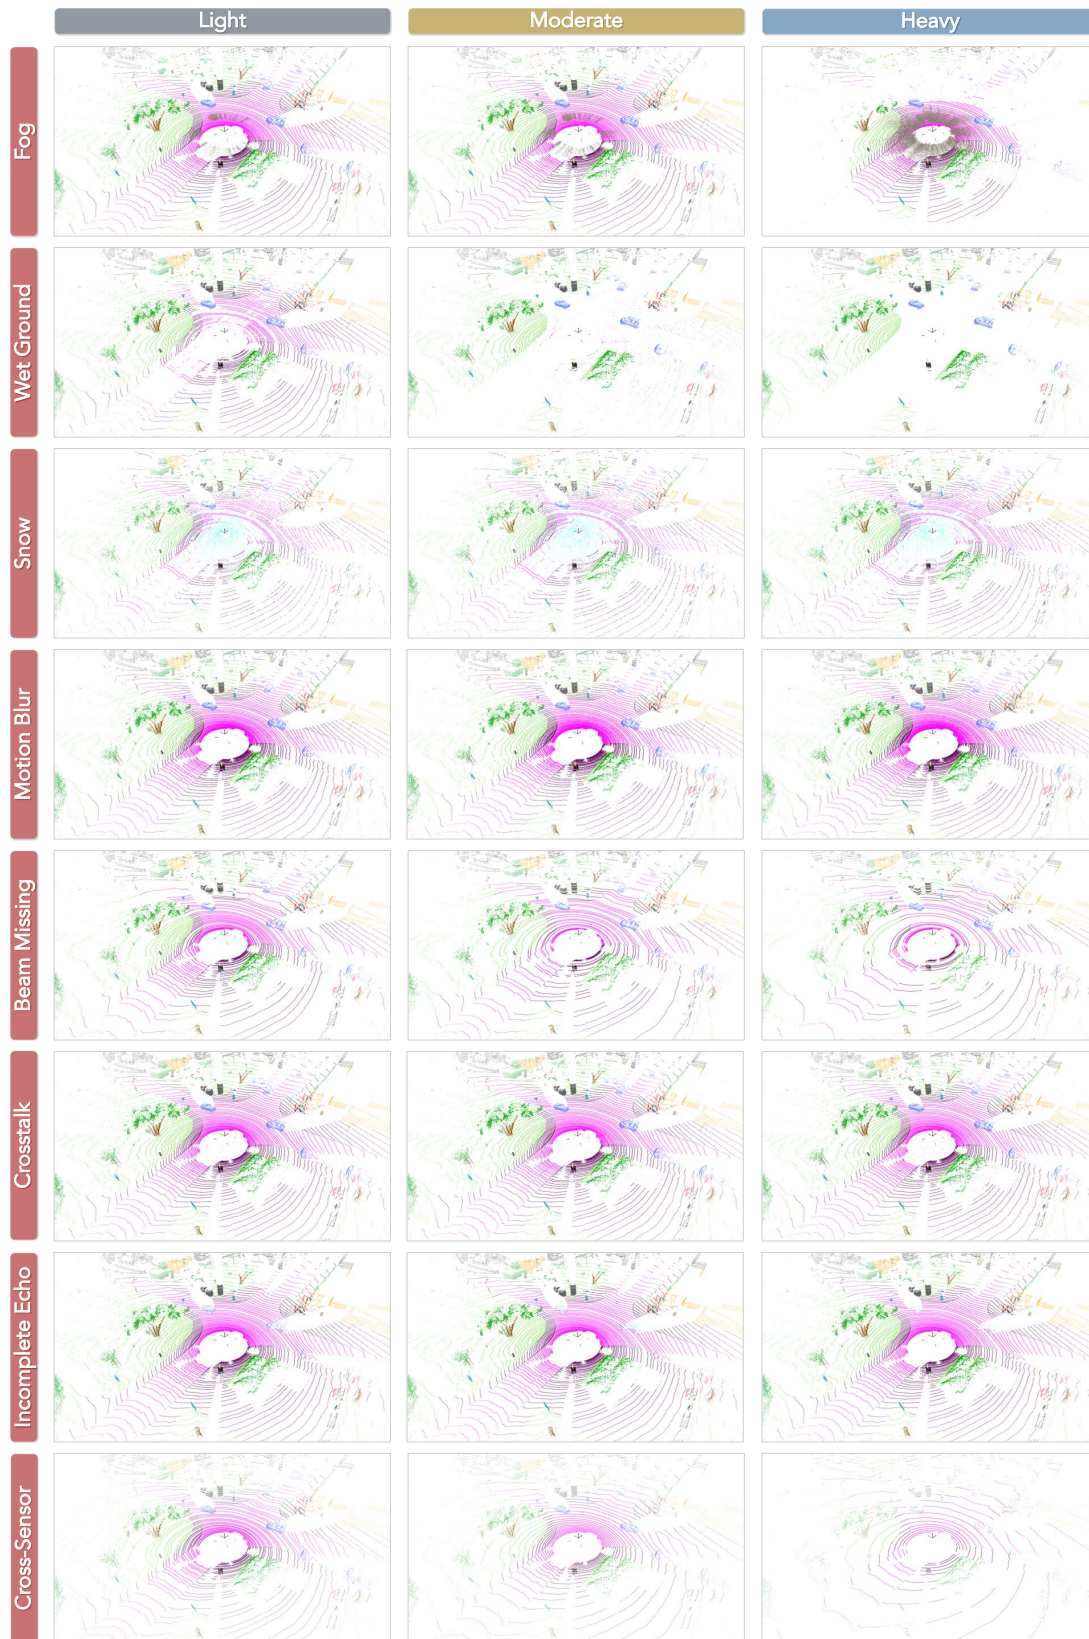 Light
Moderate
Heavy
Fog
Wet Ground
Snow
Motion Blur
Beam Missing
Crosstalk
Incomplete Echo
Cross-Sensor